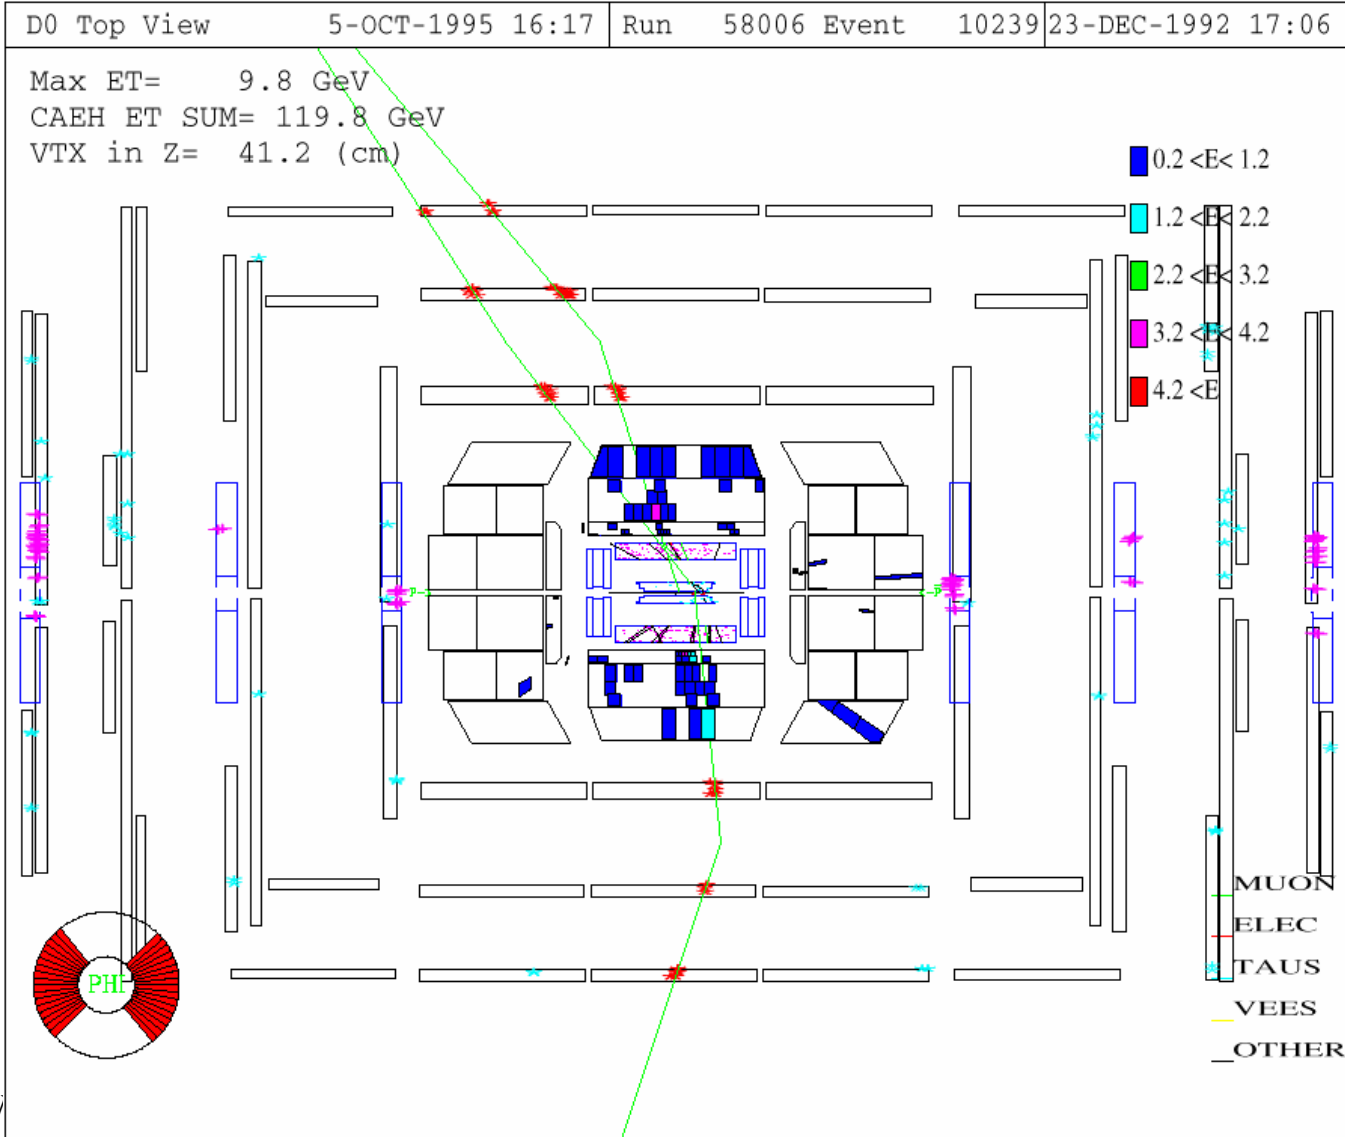 D0 Top View 5-OCT-1995 16:17 Run 58006 Event 10239 23-DEC-1992 17:06
Max ET= 9.8 GeV
CAEH ET SUM= 119.8 GeV
VTX in Z= 41.2 (cm)
0.2 <E< 1.2
1.2 <E< 2.2
2.2 <E< 3.2
3.2 <E< 4.2
4.2 <E
MUON
ELEC
PHI
TAUS
VEES
OTHER